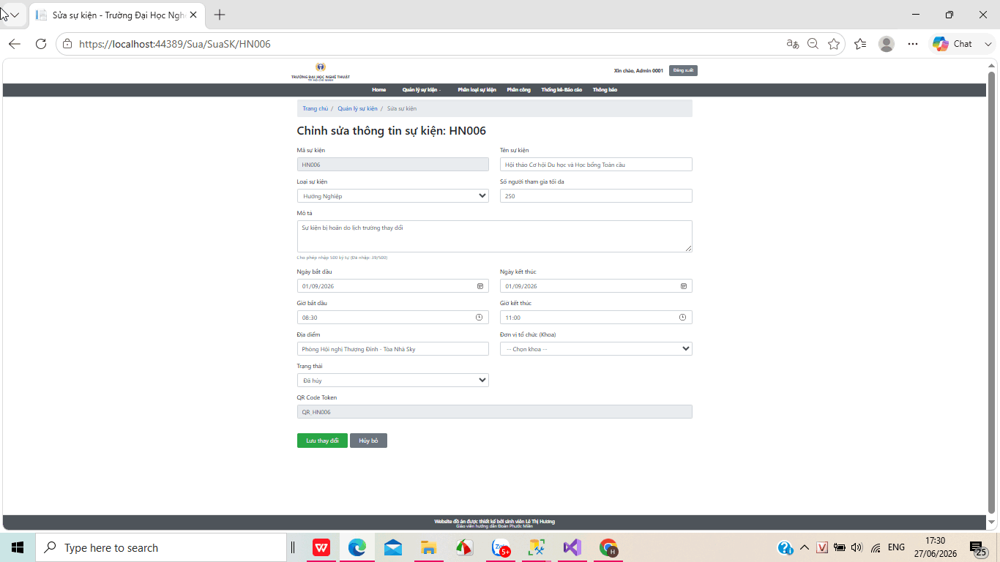 Sửa sự kiện - Trường Đại Học Ngh
https://localhost:44389/Sua/SuaSK/HN006
Chat
TRƯỜNG ĐẠI HỌC NGHỆ THUẬT
TP. HỒ CHÍ MINH
Xin chào, Admin 0001
Đăng xuất
Home
Quản lý sự kiện
Phân loại sự kiện
Phân công
Thống kê-Báo cáo
Thông báo
Trang chủ / Quản lý sự kiện / Sửa sự kiện
Chỉnh sửa thông tin sự kiện: HN006
Mã sự kiện
HN006
Tên sự kiện
Hội thảo Cơ hội Du học và Học bổng Toàn cầu
Loại sự kiện
Hướng Nghiệp
Số người tham gia tối đa
250
Mô tả
Sự kiện bị hoãn do lịch trường thay đổi
Cho phép nhập 500 ký tự (Đã nhập: 39/500)
Ngày bắt đầu
01/09/2026
Ngày kết thúc
01/09/2026
Giờ bắt đầu
08:30
Giờ kết thúc
11:00
Địa điểm
Phòng Hội nghị Thượng Đỉnh - Tòa Nhà Sky
Đơn vị tổ chức (Khoa)
-- Chọn khoa --
Trạng thái
Đã hủy
QR Code Token
QR_HN006
Lưu thay đổi
Hủy bỏ
Website đồ án được thiết kế bởi sinh viên Lê Thị Hương
Giáo viên hướng dẫn Đoàn Phước Miền
Type here to search
5+
H
V
ENG
17:30
27/06/2026
25